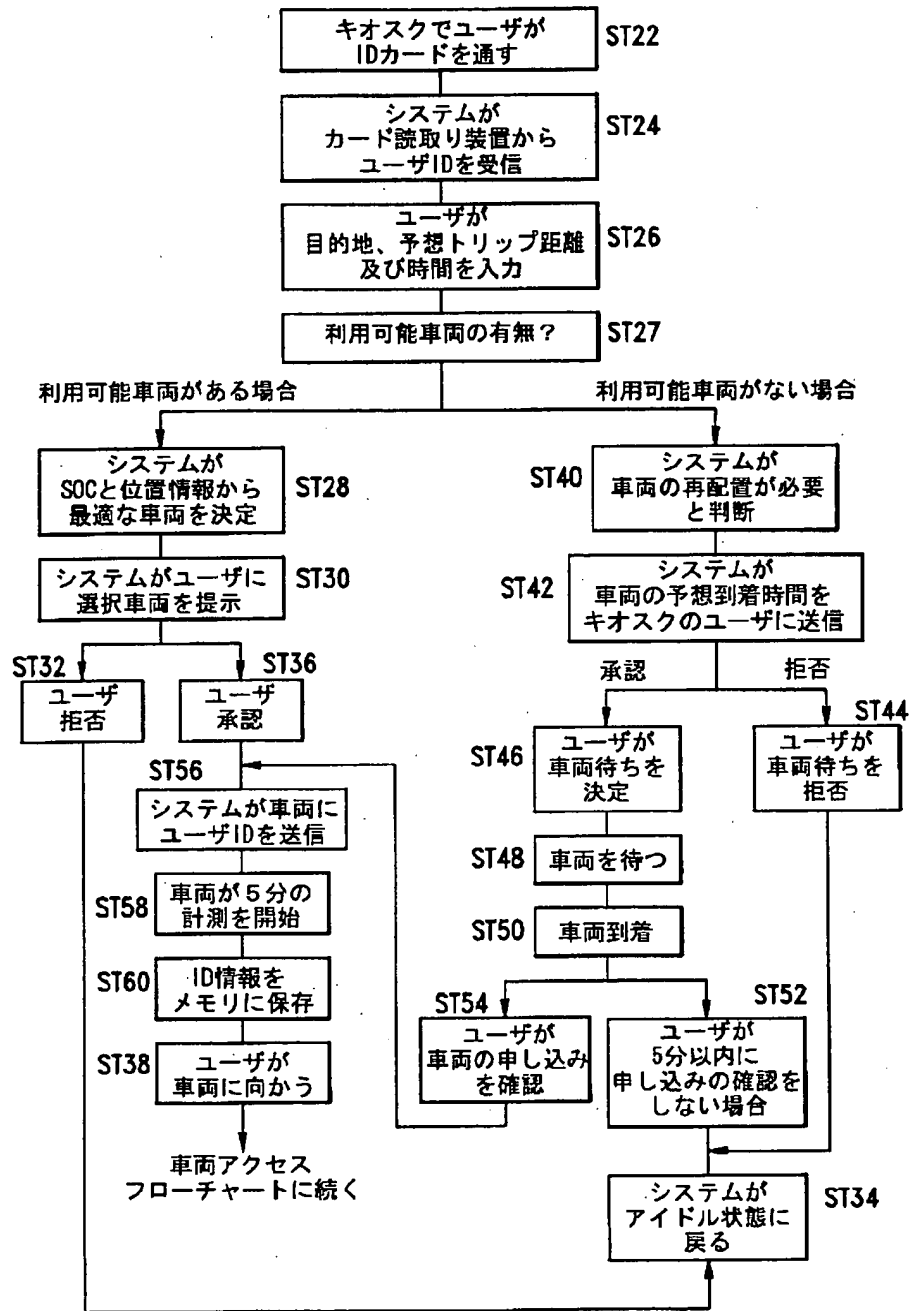 キオスクでユーザが
IDカードを通す
ST22
システムが
カード読取り装置から
ユーザIDを受信
ST24
ユーザが
目的地、予想トリップ距離
及び時間を入力
ST26
利用可能車両の有無?
ST27
利用可能車両がある場合
利用可能車両がない場合
システムが
SOCと位置情報から
最適な車両を決定
ST28
システムがユーザに
選択車両を提示
ST30
ST32
ユーザ
拒否
ST36
ユーザ
承認
ST56
システムが車両に
ユーザIDを送信
ST58
車両が5分の
計測を開始
ST60
ID情報を
メモリに保存
ST38
ユーザが
車両に向かう
車両アクセス
フローチャートに続く
ST40
システムが
車両の再配置が必要
と判断
ST42
システムが
車両の予想到着時間を
キオスクのユーザに送信
承認
拒否
ST46
ユーザが
車両待ちを
決定
ST44
ユーザが
車両待ちを
拒否
ST48
車両を待つ
ST50
車両到着
ST54
ユーザが
車両の申し込み
を確認
ST52
ユーザが
5分以内に
申し込みの確認を
しない場合
システムが
アイドル状態に
戻る
ST34